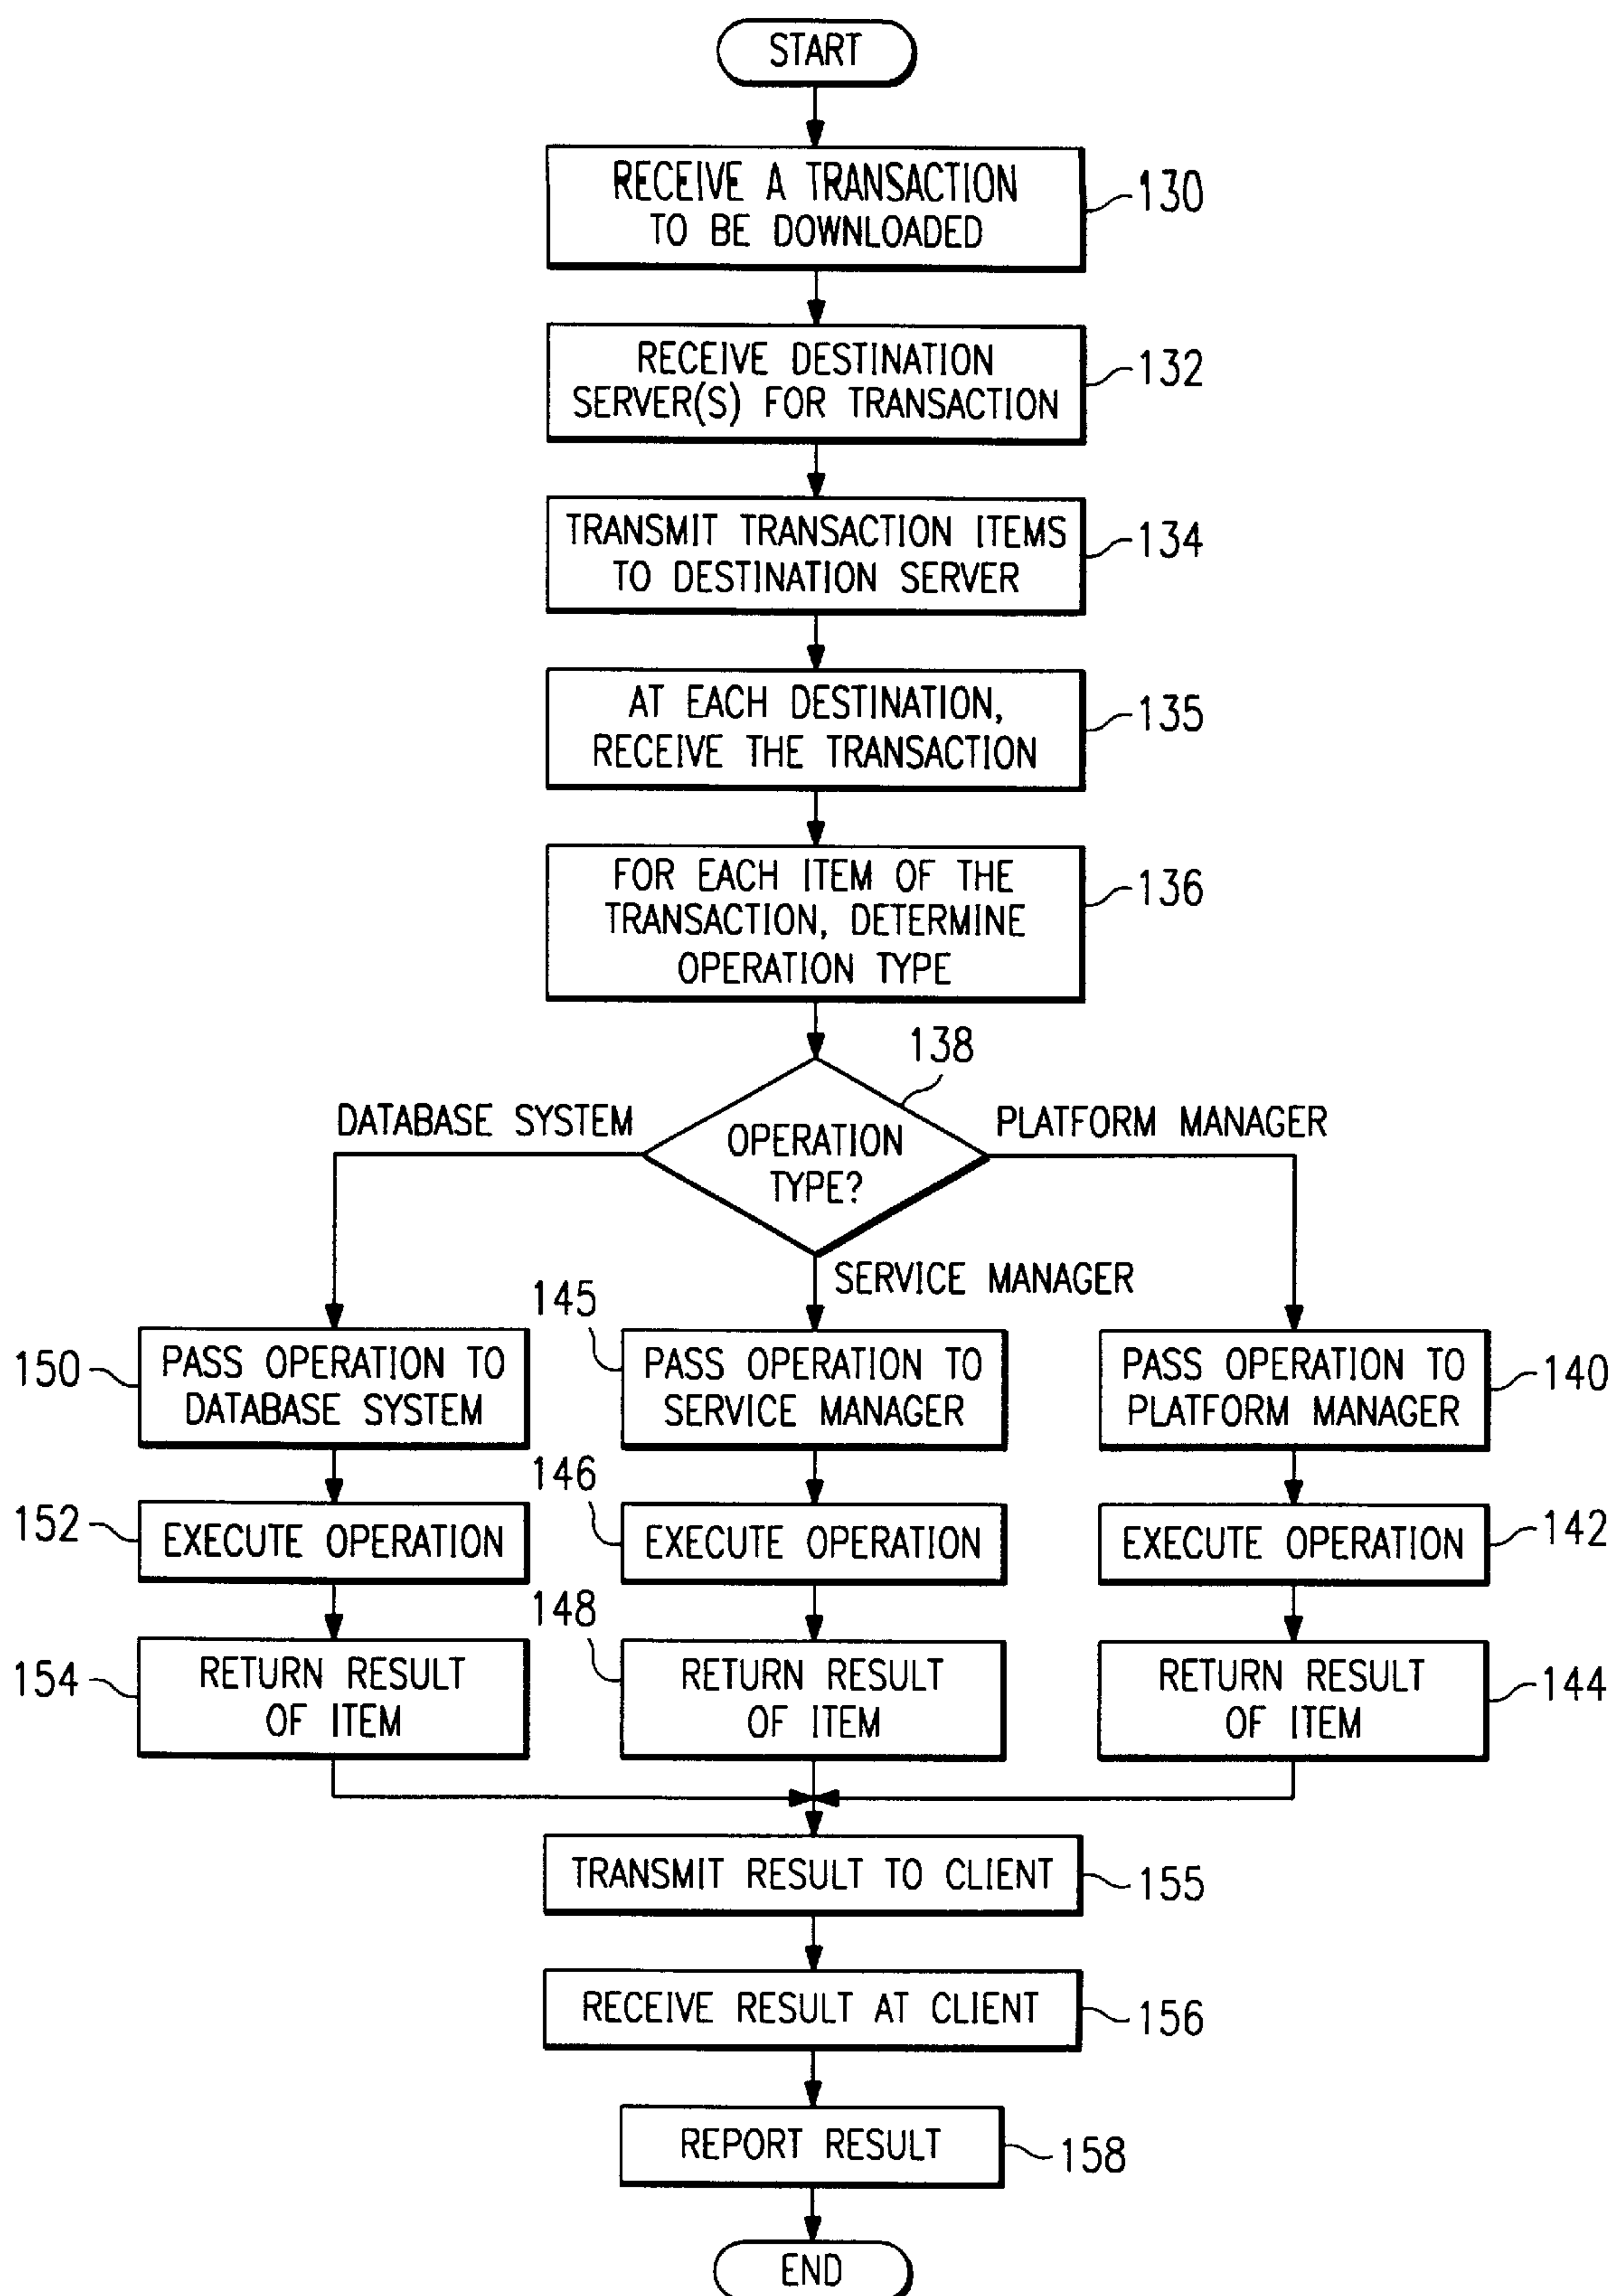 START
RECEIVE A TRANSACTION
TO BE DOWNLOADED
130
RECEIVE DESTINATION
SERVER(S) FOR TRANSACTION
132
TRANSMIT TRANSACTION ITEMS
TO DESTINATION SERVER
134
AT EACH DESTINATION,
RECEIVE THE TRANSACTION
135
FOR EACH ITEM OF THE
TRANSACTION, DETERMINE
OPERATION TYPE
136
138
DATABASE SYSTEM
OPERATION
TYPE?
PLATFORM MANAGER
SERVICE MANAGER
150
PASS OPERATION TO
DATABASE SYSTEM
145
PASS OPERATION TO
SERVICE MANAGER
PASS OPERATION TO
PLATFORM MANAGER
140
152
EXECUTE OPERATION
146
EXECUTE OPERATION
EXECUTE OPERATION
142
154
RETURN RESULT
OF ITEM
148
RETURN RESULT
OF ITEM
RETURN RESULT
OF ITEM
144
TRANSMIT RESULT TO CLIENT
155
RECEIVE RESULT AT CLIENT
156
REPORT RESULT
158
END